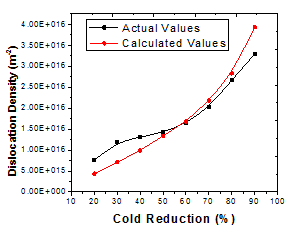 Actual Values
Calculated Values
Dislocation Density (m-2)
4.00E+016
3.50E+016
3.00E+016
2.50E+016
2.00E+016
1.50E+016
1.00E+016
5.00E+015
0.00E+000
10 20 30 40 50 60 70 80 90 100
Cold Reduction (%)